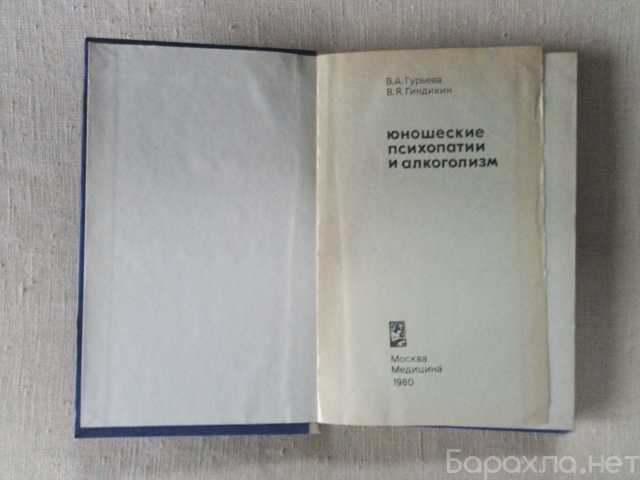 В.А. Гурьева
В.Я. Гиндикин
юношеские
психопатии
и алкоголизм
Москва
Медицина
1980
Барахла.нет